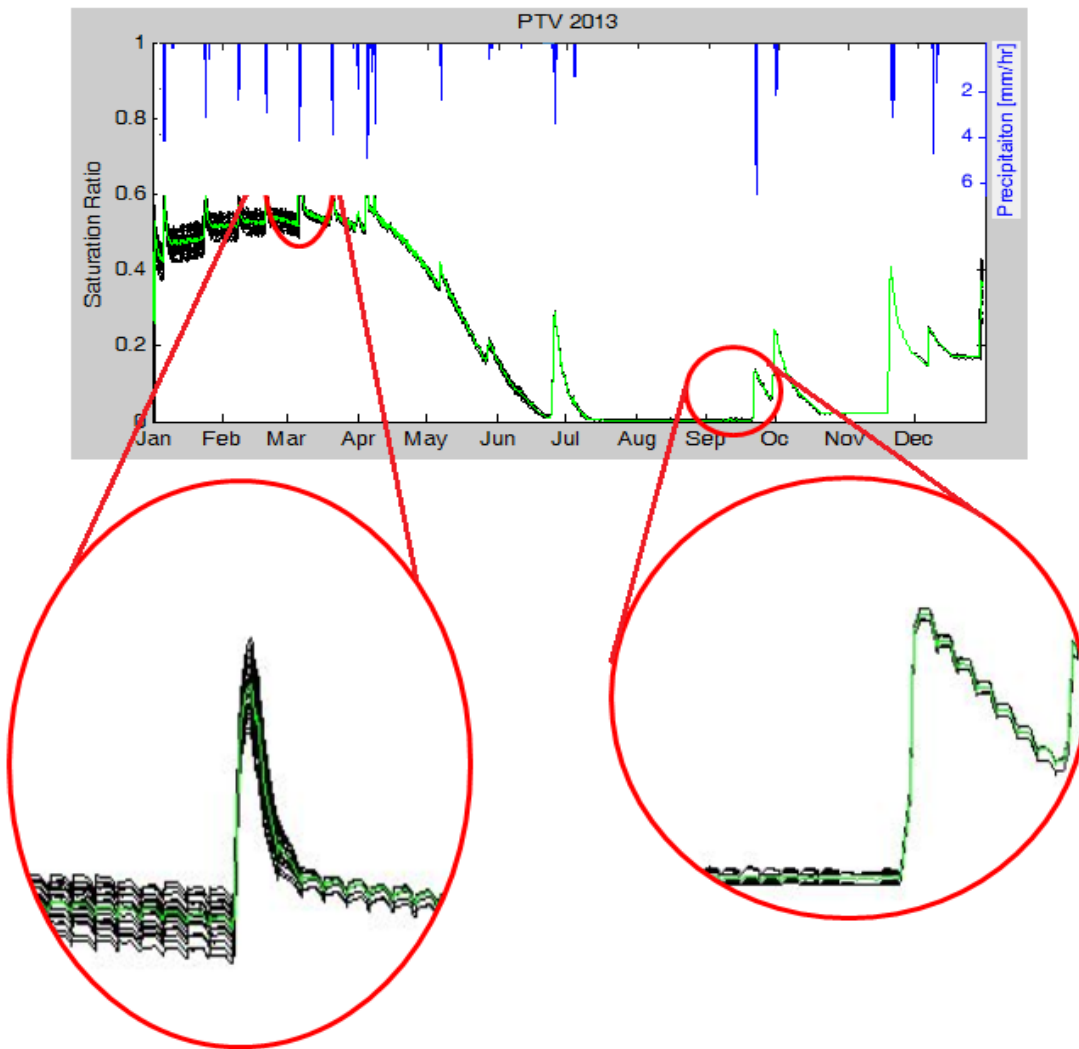 PTV 2013
1
0.8
0.6
0.4
0.2
0
Saturation Ratio
2
4
6
Precipitaiton [mm/hr]
Jan Feb Mar Apr May Jun Jul Aug Sep Oc Nov Dec